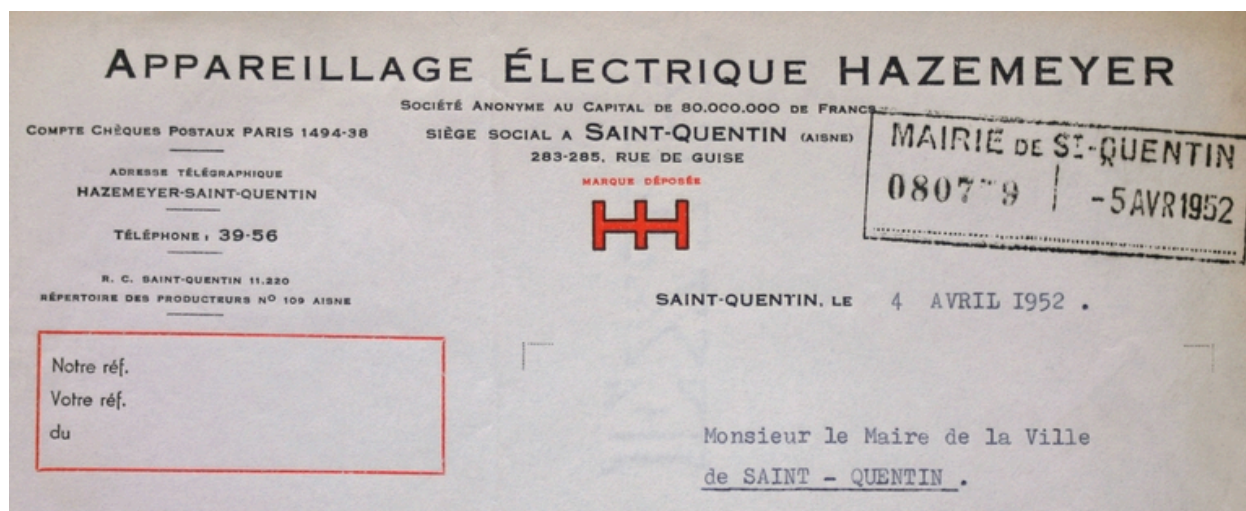 APPAREILLAGE ÉLECTRIQUE HAZEMEYER
SOCIÉTÉ ANONYME AU CAPITAL DE 80.000.000 DE FRANCS
COMPTE CHÈQUES POSTAUX PARIS 1494-38
SIÈGE SOCIAL A SAINT-QUENTIN (AISNE)
283-285, RUE DE GUISE
ADRESSE TÉLÉGRAPHIQUE
HAZEMEYER-SAINT-QUENTIN
TÉLÉPHONE : 39-56
R. C. SAINT-QUENTIN 11.220
RÉPERTOIRE DES PRODUCTEURS Nº 109 AISNE
MARQUE DÉPOSÉE
MAIRIE DE ST-QUENTIN
-5 AVR 1952
SAINT-QUENTIN, LE 4 AVRIL I952 .
Notre réf.
Votre réf.
du
Monsieur le Maire de la Ville
de SAINT - QUENTIN .